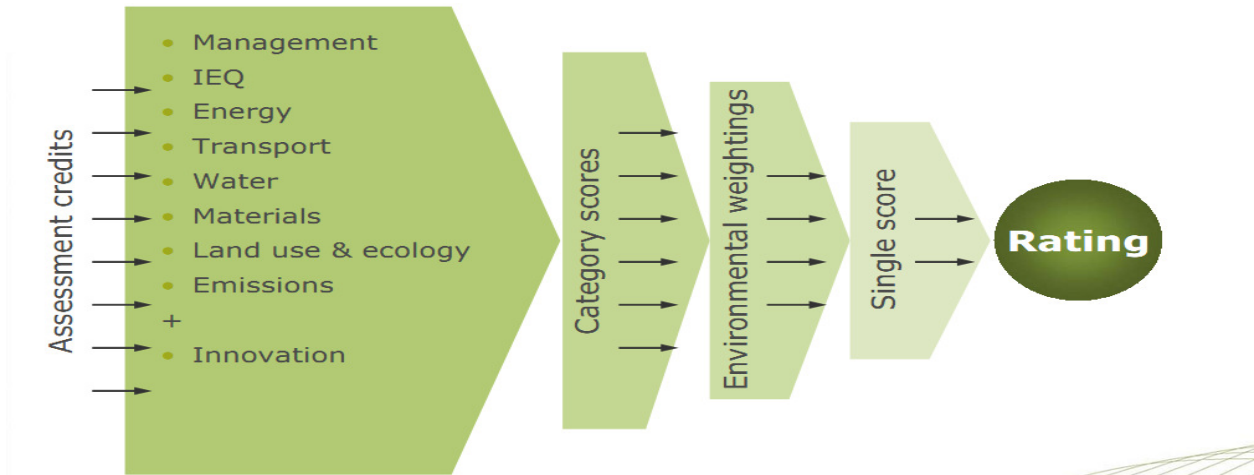 Assessment credits
• Management
• IEQ
• Energy
• Transport
• Water
• Materials
• Land use & ecology
• Emissions
+
• Innovation
Category scores
Environmental weightings
Single score
Rating